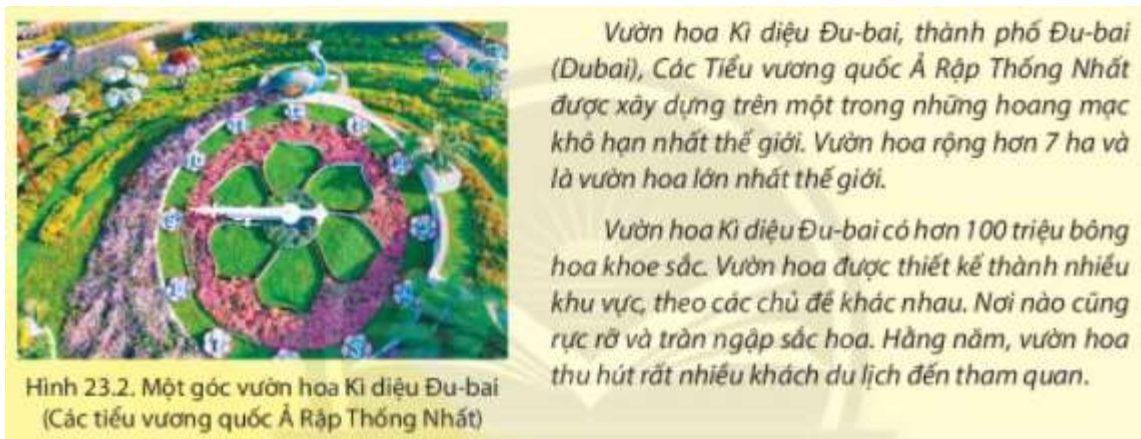 Vườn hoa Kì diệu Đu-bai, thành phố Đu-bai
(Dubai), Các Tiểu vương quốc Ả Rập Thống Nhất
được xây dựng trên một trong những hoang mạc
khô hạn nhất thế giới. Vườn hoa rộng hơn 7 ha và
là vườn hoa lớn nhất thế giới.
Vườn hoa Kì diệu Đu-bai có hơn 100 triệu bông
hoa khoe sắc. Vườn hoa được thiết kế thành nhiều
khu vực, theo các chủ đề khác nhau. Nơi nào cũng
rực rỡ và tràn ngập sắc hoa. Hằng năm, vườn hoa
thu hút rất nhiều khách du lịch đến tham quan.
Hình 23.2. Một góc vườn hoa Kì diệu Đu-bai
(Các tiểu vương quốc Ả Rập Thống Nhất)